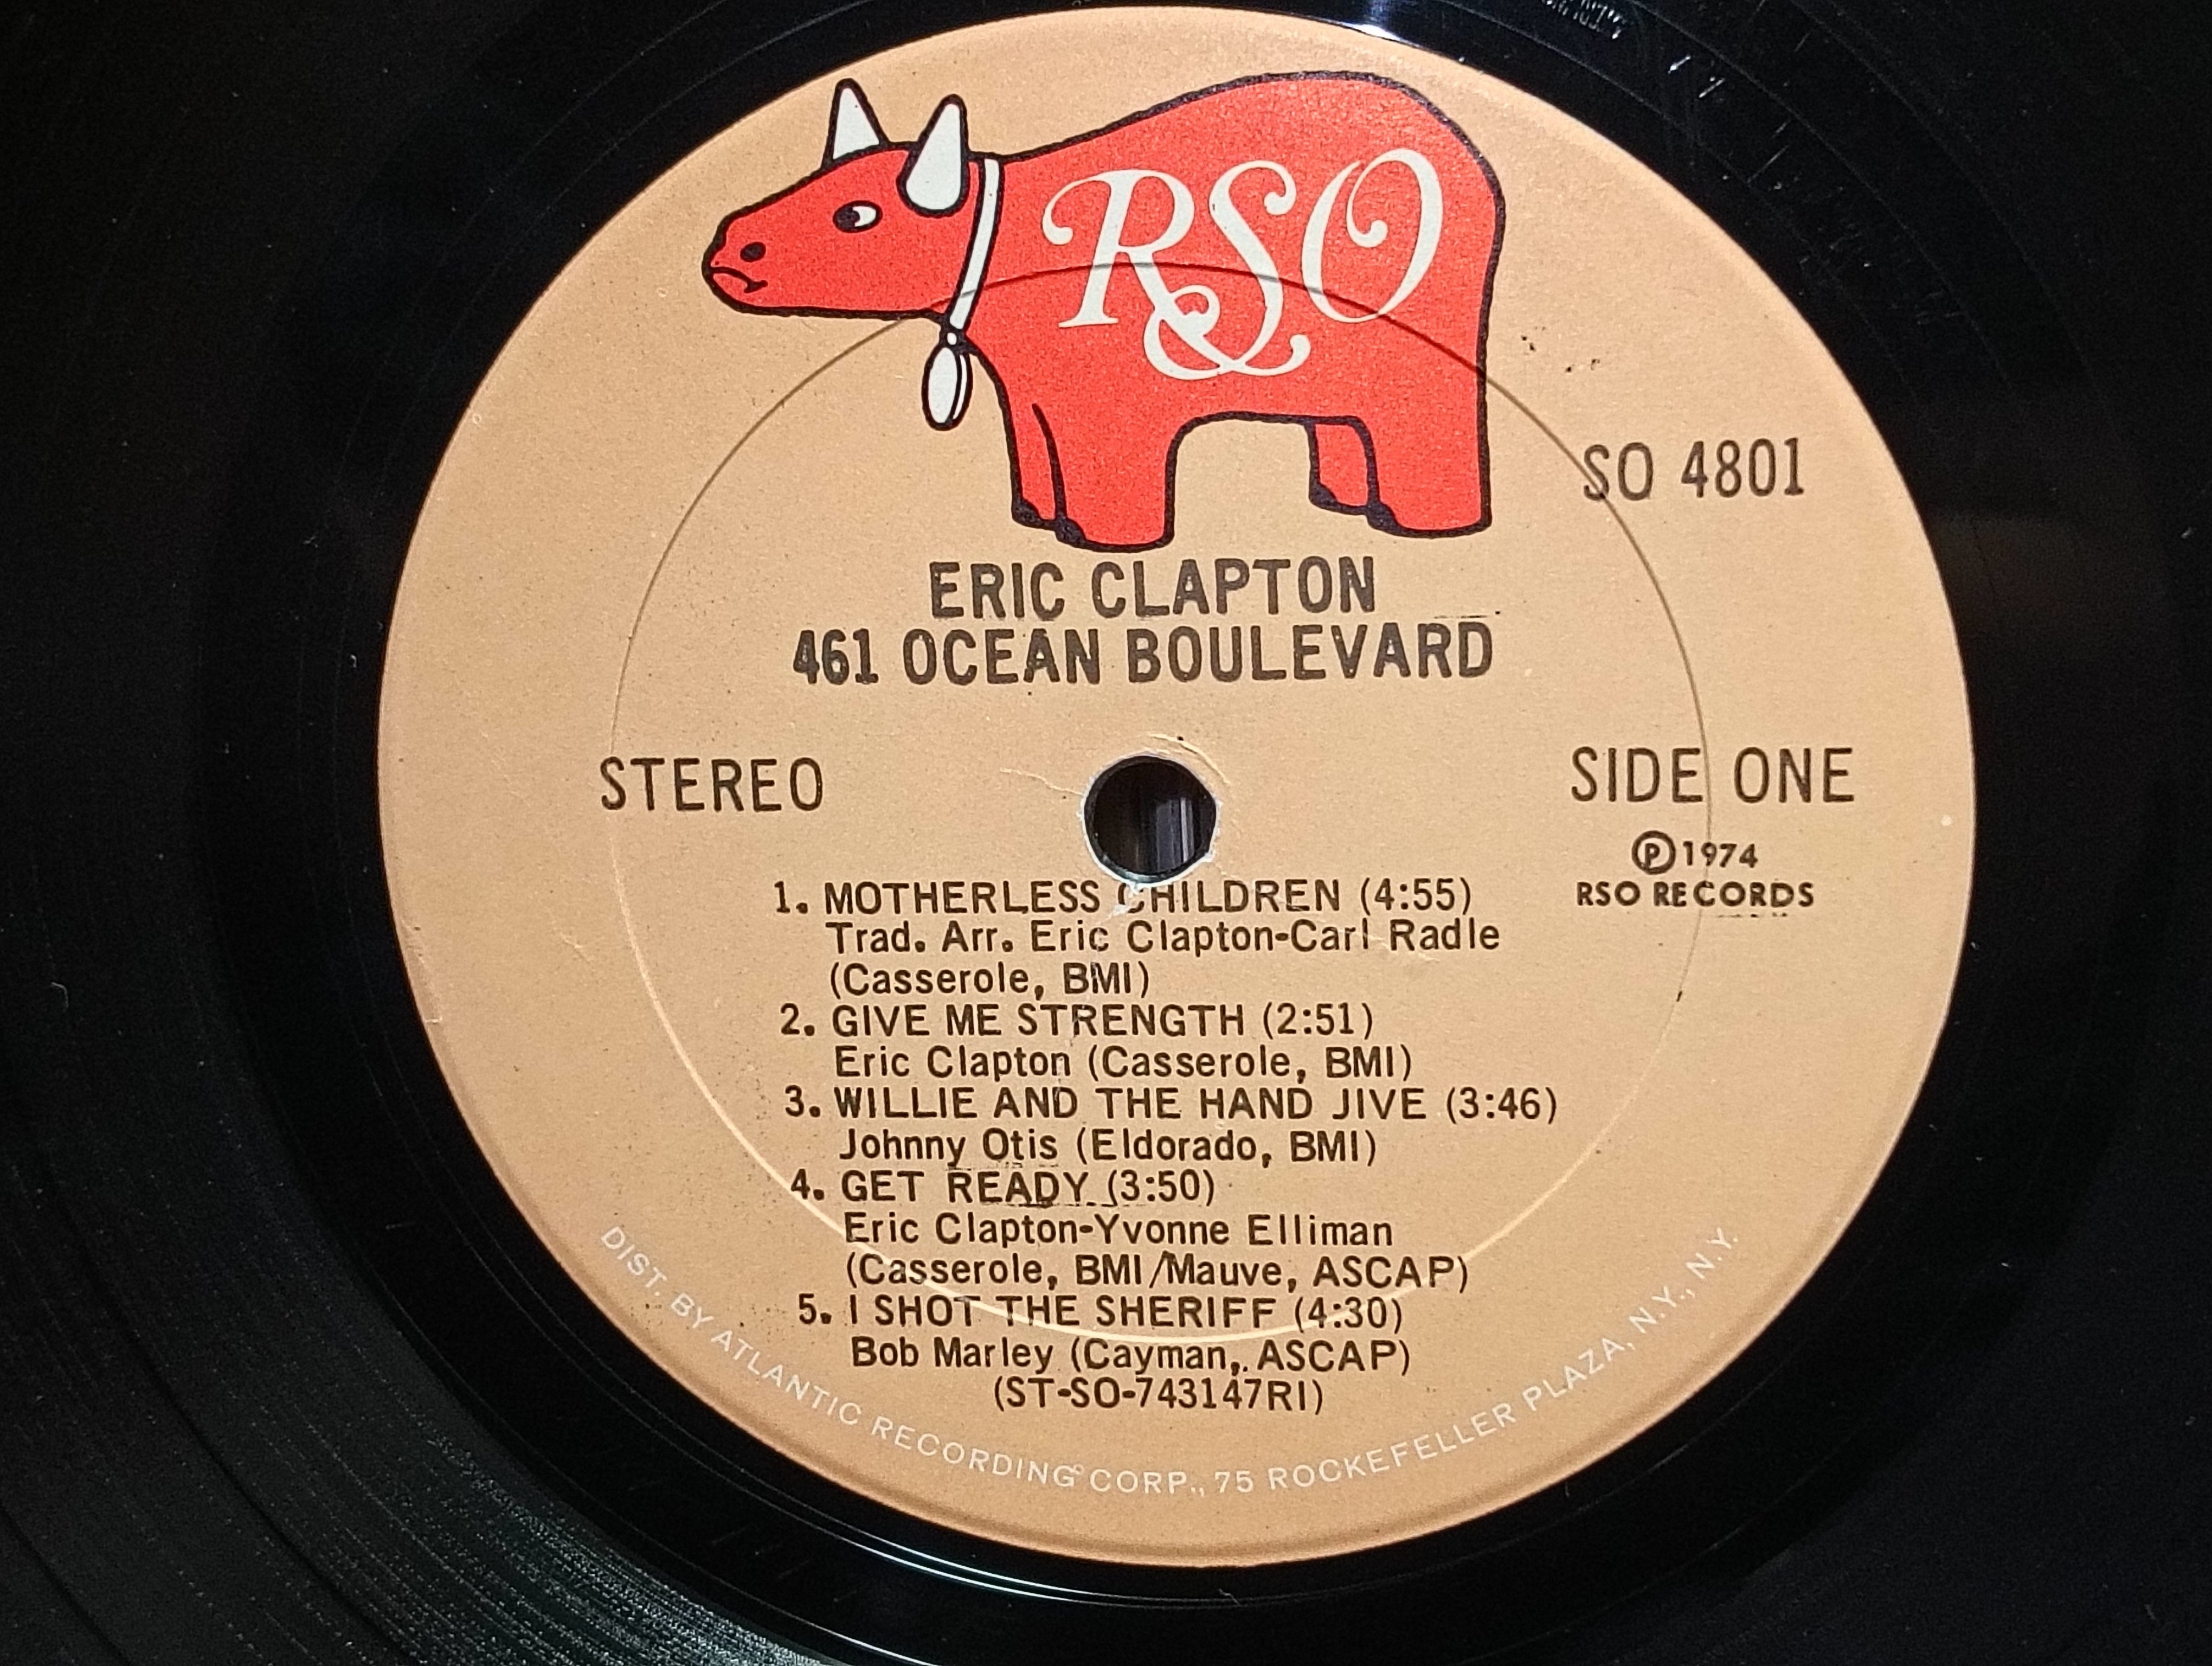 RSO
SO 4801
ERIC CLAPTON
461 OCEAN BOULEVARD
STEREO
SIDE ONE
Ⓟ1974
RSO RECORDS
1. MOTHERLESS CHILDREN (4:55)
Trad. Arr. Eric Clapton-Carl Radle
(Casserole, BMI)
2. GIVE ME STRENGTH (2:51)
Eric Clapton (Casserole, BMI)
3. WILLIE AND THE HAND JIVE (3:46)
Johnny Otis (Eldorado, BMI)
4. GET READY (3:50)
Eric Clapton-Yvonne Elliman
(Casserole, BMI/Mauve, ASCAP)
5. I SHOT THE SHERIFF (4:30)
Bob Marley (Cayman, ASCAP)
(ST-SO-743147RI)
DIST. BY ATLANTIC RECORDING CORP., 75 ROCKEFELLER PLAZA, N.Y., N.Y.